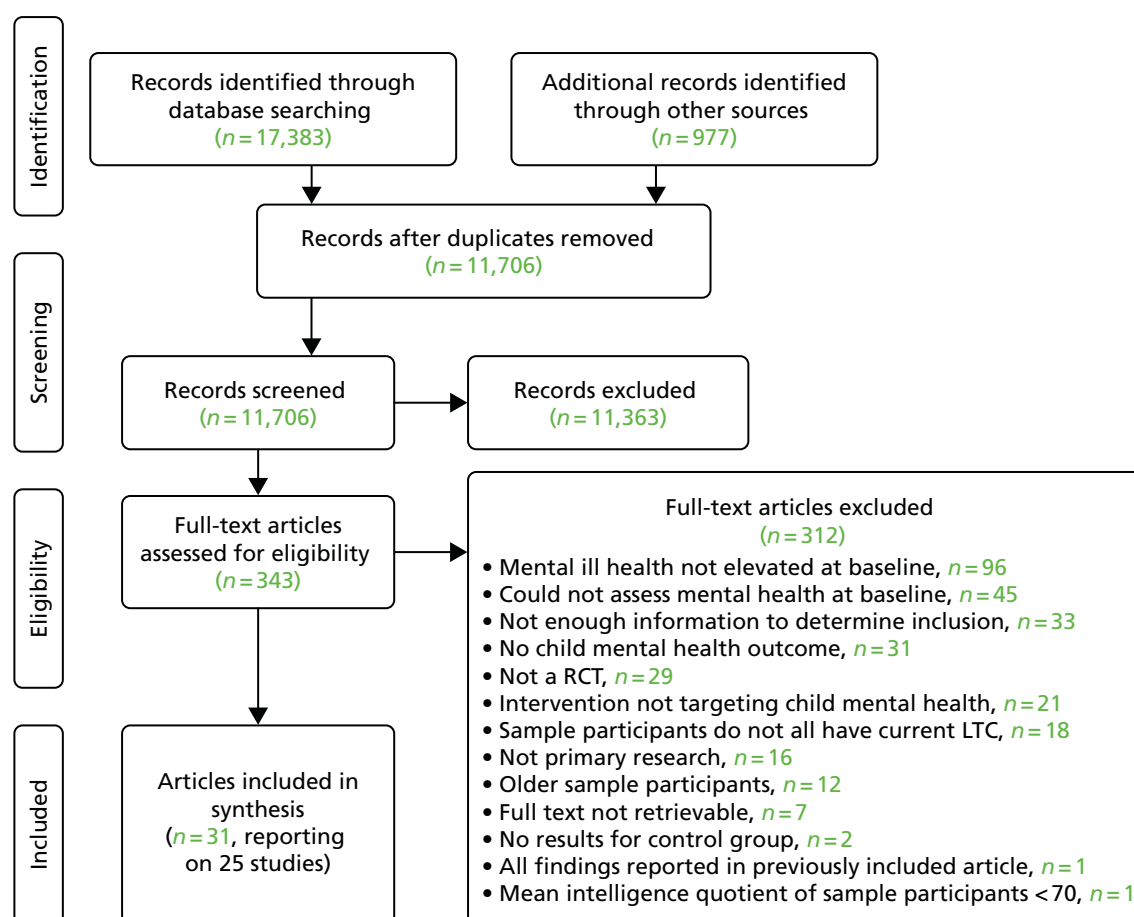 Identification
Records identified through
database searching
(n = 17,383)
Additional records identified
through other sources
(n = 977)
Records after duplicates removed
(n = 11,706)
Screening
Records screened
(n = 11,706)
Records excluded
(n = 11,363)
Eligibility
Full-text articles
assessed for eligibility
(n = 343)
Full-text articles excluded
(n = 312)
• Mental ill health not elevated at baseline, n = 96
• Could not assess mental health at baseline, n = 45
• Not enough information to determine inclusion, n = 33
• No child mental health outcome, n = 31
• Not a RCT, n = 29
• Intervention not targeting child mental health, n = 21
• Sample participants do not all have current LTC, n = 18
• Not primary research, n = 16
• Older sample participants, n = 12
• Full text not retrievable, n = 7
• No results for control group, n = 2
• All findings reported in previously included article, n = 1
• Mean intelligence quotient of sample participants < 70, n = 1
Included
Articles included in
synthesis
(n = 31, reporting
on 25 studies)